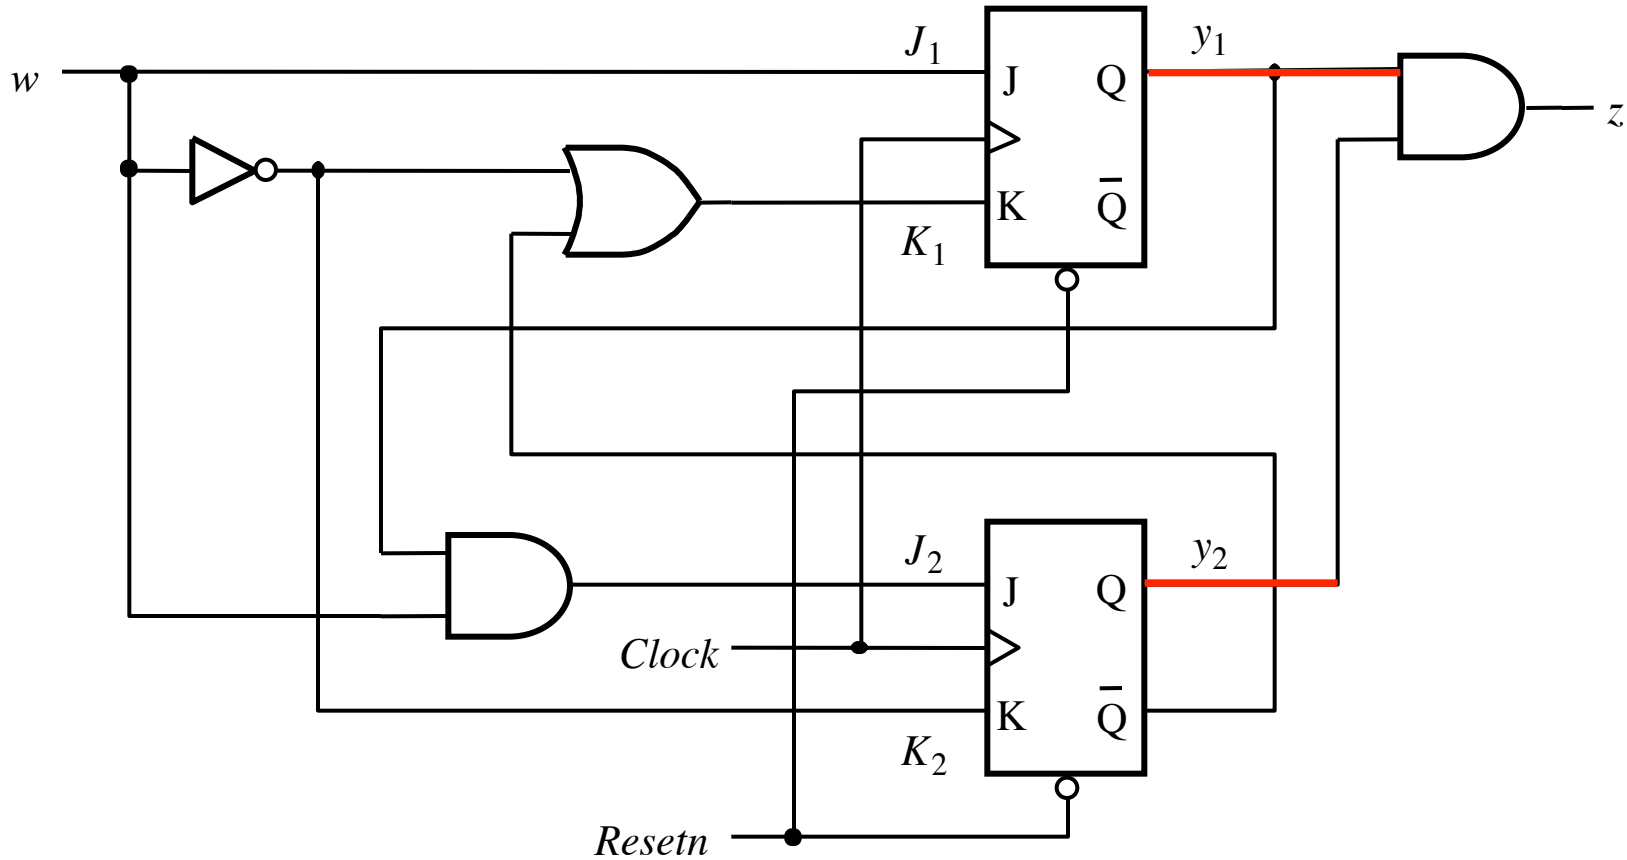 w
J₁
J
Q
y₁
z
K
Q̅
K₁
J₂
J
Q
y₂
Clock
K
Q̅
K₂
Resetn